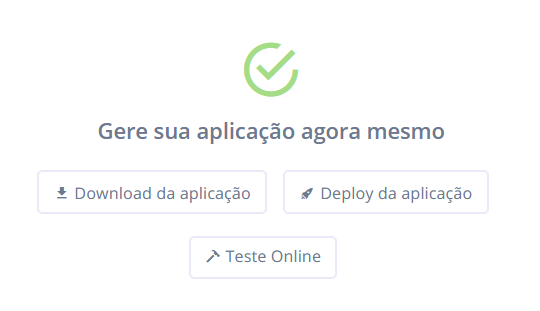 Gere sua aplicação agora mesmo
Download da aplicação Deploy da aplicação
Teste Online